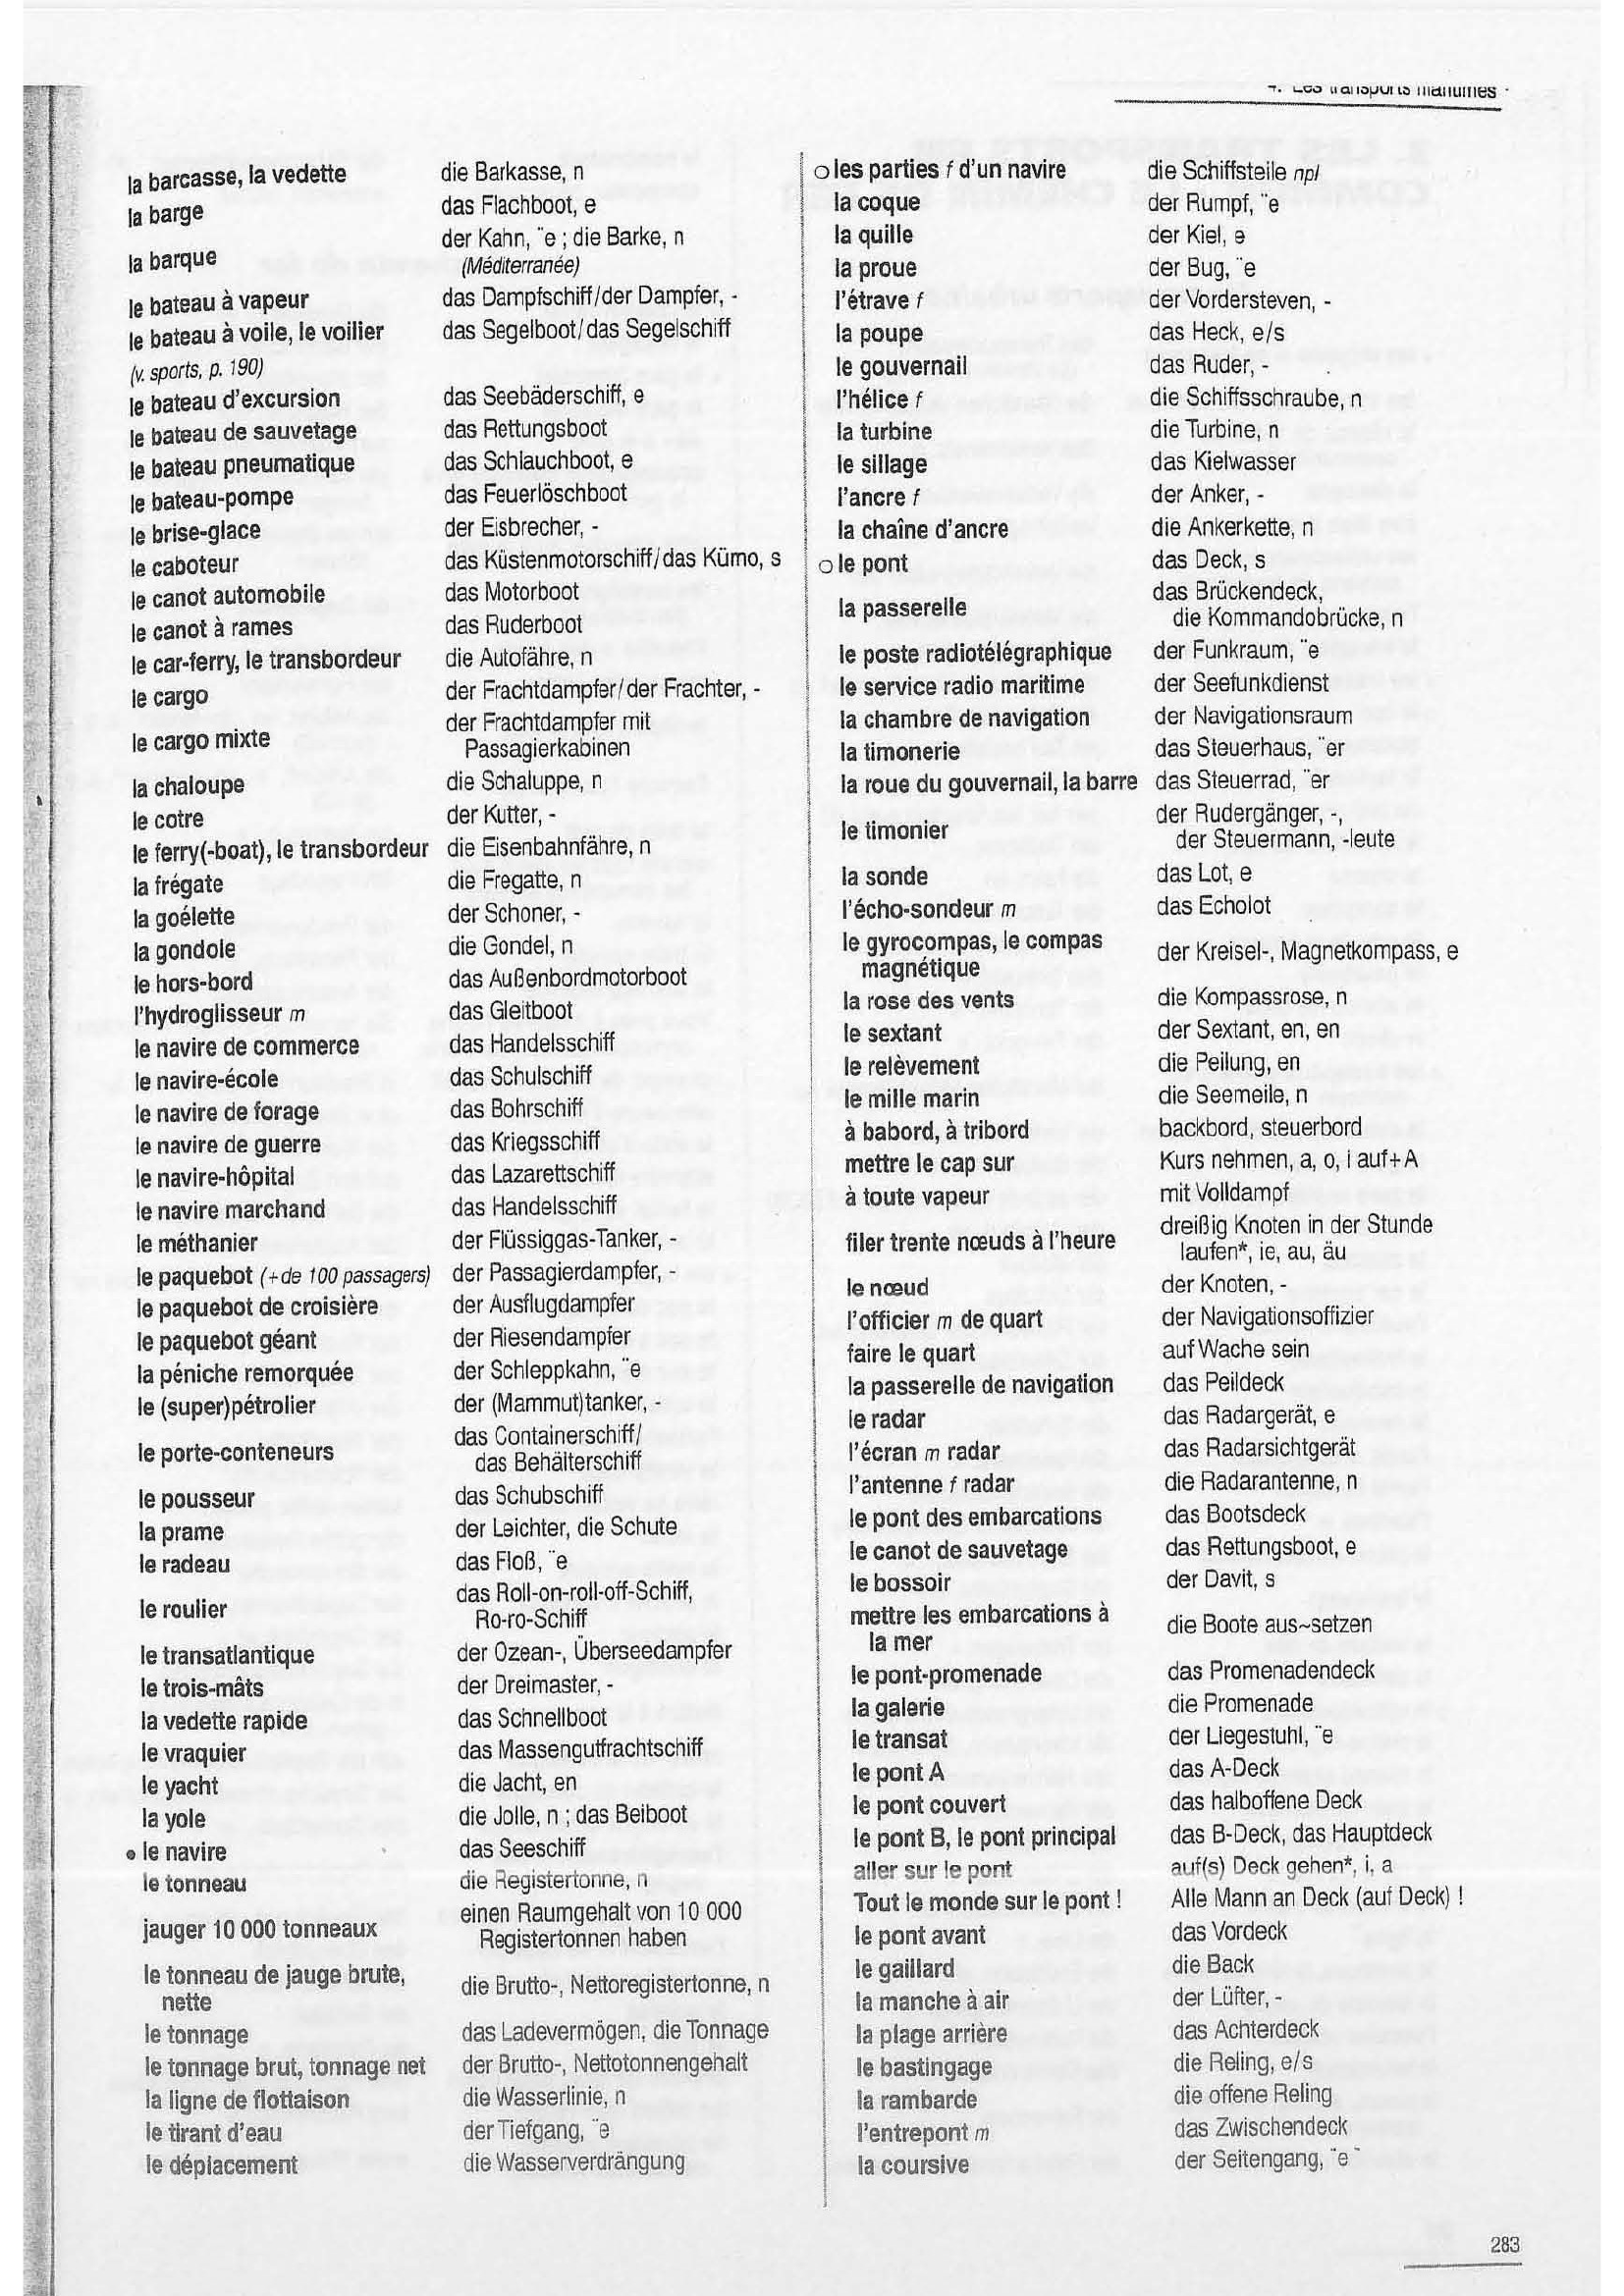 4. Les transports maritimes
la barcasse, la vedette die Barkasse, n
la barge das Flachboot, e
la barque der Kahn, ¨e ; die Barke, n
(Méditerranée)
le bateau à vapeur das Dampfschiff/der Dampfer, -
le bateau à voile, le voilier das Segelboot/das Segelschiff
(v. sports, p. 190)
le bateau d'excursion das Seebäderschiff, e
le bateau de sauvetage das Rettungsboot
le bateau pneumatique das Schlauchboot, e
le bateau-pompe das Feuerlöschboot
le brise-glace der Eisbrecher, -
le caboteur das Küstenmotorschiff/das Kümo, s
le canot automobile das Motorboot
le canot à rames das Ruderboot
le car-ferry, le transbordeur die Autofähre, n
le cargo der Frachtdampfer/der Frachter, -
le cargo mixte der Frachtdampfer mit
Passagierkabinen
la chaloupe die Schaluppe, n
le cotre der Kutter, -
le ferry(-boat), le transbordeur die Eisenbahnfähre, n
la frégate die Fregatte, n
la goélette der Schoner, -
la gondole die Gondel, n
le hors-bord das Außenbordmotorboot
l'hydroglisseur m das Gleitboot
le navire de commerce das Handelsschiff
le navire-école das Schulschiff
le navire de forage das Bohrschiff
le navire de guerre das Kriegsschiff
le navire-hôpital das Lazarettschiff
le navire marchand das Handelsschiff
le méthanier der Flüssiggas-Tanker, -
le paquebot (+de 100 passagers) der Passagierdampfer, -
le paquebot de croisière der Ausflugdampfer
le paquebot géant der Riesendampfer
la péniche remorquée der Schleppkahn, ¨e
le (super)pétrolier der (Mammut)tanker, -
le porte-conteneurs das Containerschiff/
das Behälterschiff
le pousseur das Schubschiff
la prame der Leichter, die Schute
le radeau das Floß, ¨e
le roulier das Roll-on-roll-off-Schiff,
Ro-ro-Schiff
le transatlantique der Ozean-, Überseedampfer
le trois-mâts der Dreimaster, -
la vedette rapide das Schnellboot
le vraquier das Massengutfrachtschiff
le yacht die Jacht, en
la yole die Jolle, n ; das Beiboot
• le navire das Seeschiff
le tonneau die Registertonne, n
jauger 10 000 tonneaux einen Raumgehalt von 10 000
Registertonnen haben
le tonneau de jauge brute,
nette die Brutto-, Nettoregistertonne, n
le tonnage das Ladevermögen, die Tonnage
le tonnage brut, tonnage net der Brutto-, Nettotonnengehalt
la ligne de flottaison die Wasserlinie, n
le tirant d'eau der Tiefgang, ¨e
le déplacement die Wasserverdrängung
o les parties f d'un navire die Schiffsteile npl
la coque der Rumpf, ¨e
la quille der Kiel, e
la proue der Bug, ¨e
l'étrave f der Vordersteven, -
la poupe das Heck, e/s
le gouvernail das Ruder, -
l'hélice f die Schiffsschraube, n
la turbine die Turbine, n
le sillage das Kielwasser
l'ancre f der Anker, -
la chaîne d'ancre die Ankerkette, n
o le pont das Deck, s
la passerelle das Brückendeck,
die Kommandobrücke, n
le poste radiotélégraphique der Funkraum, ¨e
le service radio maritime der Seefunkdienst
la chambre de navigation der Navigationsraum
la timonerie das Steuerhaus, ¨er
la roue du gouvernail, la barre das Steuerrad, ¨er
le timonier der Rudergänger, -,
der Steuermann, -leute
la sonde das Lot, e
l'écho-sondeur m das Echolot
le gyrocompas, le compas
magnétique der Kreisel-, Magnetkompass, e
la rose des vents die Kompassrose, n
le sextant der Sextant, en, en
le relèvement die Peilung, en
le mille marin die Seemeile, n
à babord, à tribord backbord, steuerbord
mettre le cap sur Kurs nehmen, a, o, i auf+A
à toute vapeur mit Volldampf
filer trente nœuds à l'heure dreißig Knoten in der Stunde
laufen*, ie, au, äu
le nœud der Knoten, -
l'officier m de quart der Navigationsoffizier
faire le quart auf Wache sein
la passerelle de navigation das Peildeck
le radar das Radargerät, e
l'écran m radar das Radarsichtgerät
l'antenne f radar die Radarantenne, n
le pont des embarcations das Bootsdeck
le canot de sauvetage das Rettungsboot, e
le bossoir der Davit, s
mettre les embarcations à
la mer die Boote aus~setzen
le pont-promenade das Promenadendeck
la galerie die Promenade
le transat der Liegestuhl, ¨e
le pont A das A-Deck
le pont couvert das halboffene Deck
le pont B, le pont principal das B-Deck, das Hauptdeck
aller sur le pont auf(s) Deck gehen*, i, a
Tout le monde sur le pont ! Alle Mann an Deck (auf Deck) !
le pont avant das Vordeck
le gaillard die Back
la manche à air der Lüfter, -
la plage arrière das Achterdeck
le bastingage die Reling, e/s
la rambarde die offene Reling
l'entrepont m das Zwischendeck
la coursive der Seitengang, ¨e
283